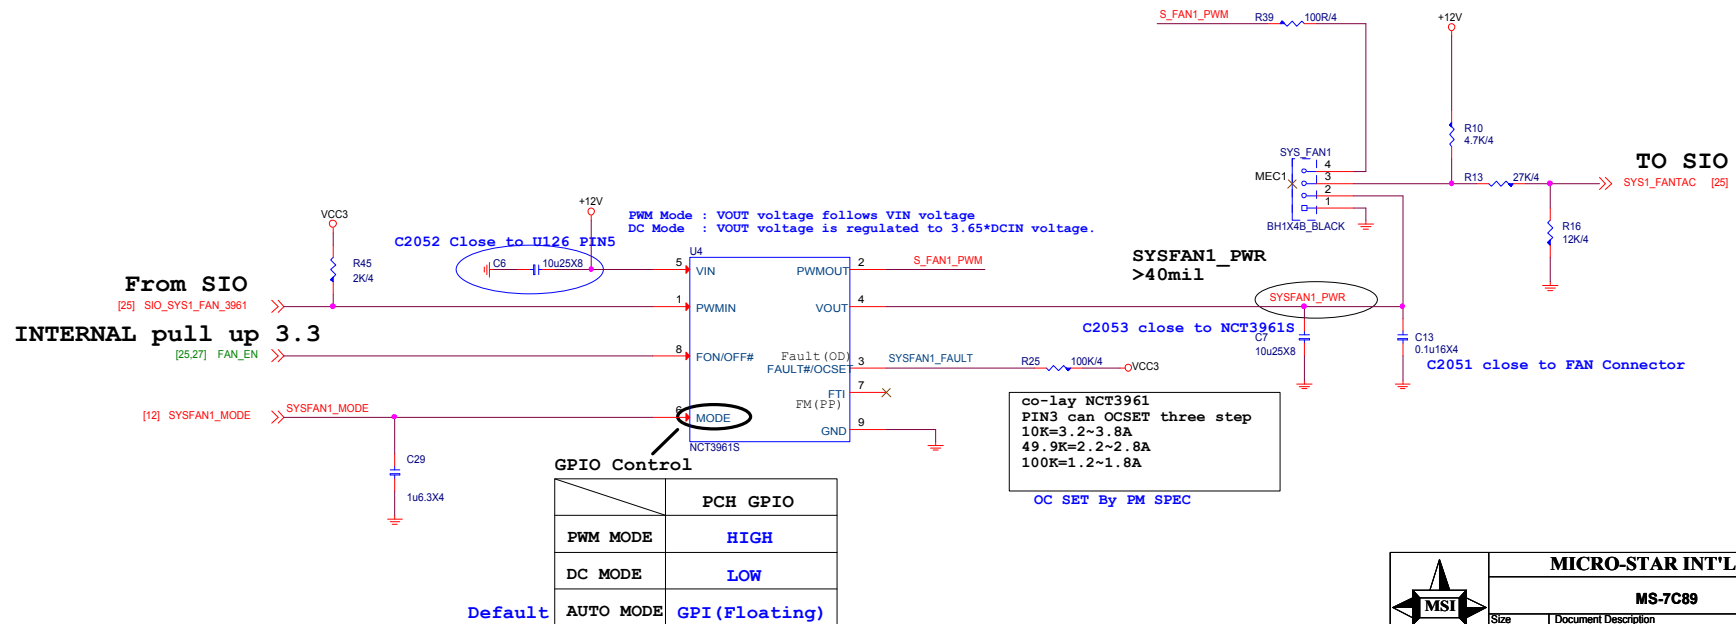 S_FAN1_PWM
R39
100R/4
+12V
R10
4.7K/4
SYS_FAN1
MEC1
4
3
2
1
BH1X4B_BLACK
R13
27K/4
TO SIO
SYS1_FANTAC [25]
R16
12K/4
VCC3
R45
2K/4
+12V
PWM Mode : VOUT voltage follows VIN voltage
DC Mode : VOUT voltage is regulated to 3.65*DCIN voltage.
C2052 Close to U126 PIN5
C6
10u25X8
From SIO
[25] SIO_SYS1_FAN_3961
INTERNAL pull up 3.3
[25,27] FAN_EN
[12] SYSFAN1_MODE
SYSFAN1_MODE
C29
1u6.3X4
U4
5
VIN
1
PWMIN
8
FON/OFF#
6
MODE
PWMOUT
2
S_FAN1_PWM
VOUT
4
Fault(OD)
FAULT#/OCSET
3
SYSFAN1_FAULT
R25
100K/4
VCC3
FTI
7
FM(PP)
GND
9
NCT3961S
SYSFAN1_PWR
>40mil
SYSFAN1_PWR
C2053 close to NCT3961S
C7
10u25X8
C13
0.1u16X4
C2051 close to FAN Connector
co-lay NCT3961
PIN3 can OCSET three step
10K=3.2~3.8A
49.9K=2.2~2.8A
100K=1.2~1.8A
OC SET By PM SPEC
GPIO Control
PCH GPIO
PWM MODE HIGH
DC MODE LOW
Default AUTO MODE GPI(Floating)
MSI
MICRO-STAR INT'L
MS-7C89
Size
Document Description